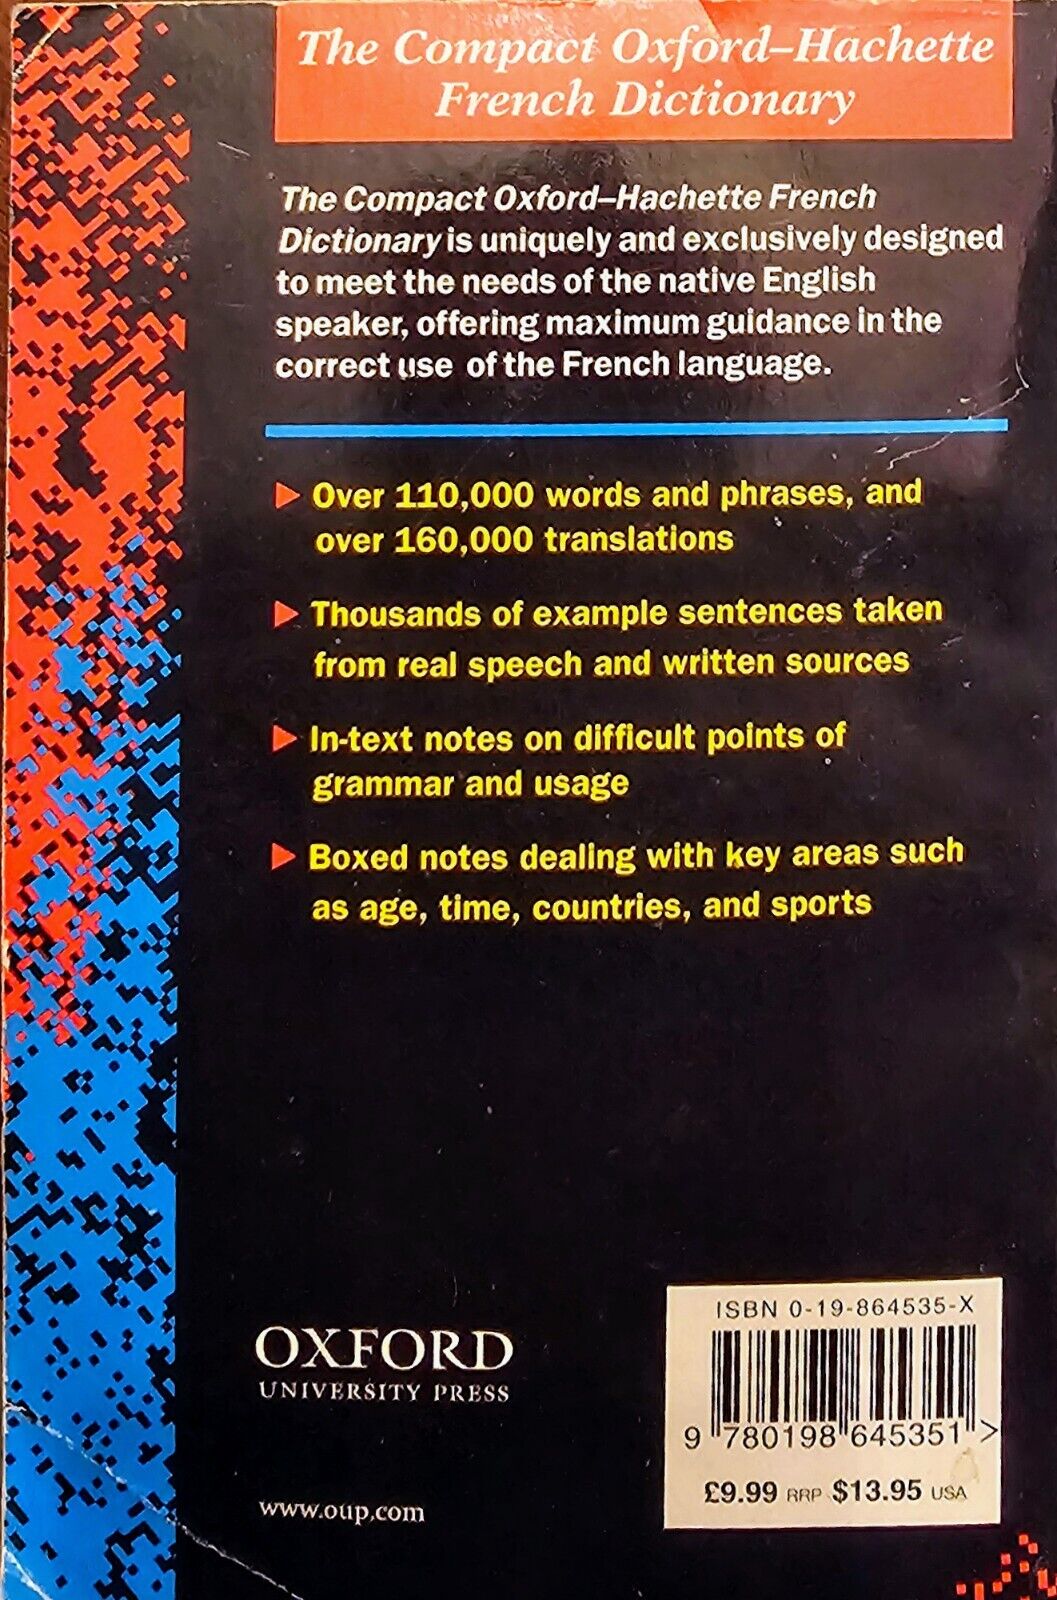 The Compact Oxford–Hachette
French Dictionary
The Compact Oxford–Hachette French
Dictionary is uniquely and exclusively designed
to meet the needs of the native English
speaker, offering maximum guidance in the
correct use of the French language.
▶ Over 110,000 words and phrases, and
over 160,000 translations
▶ Thousands of example sentences taken
from real speech and written sources
▶ In-text notes on difficult points of
grammar and usage
▶ Boxed notes dealing with key areas such
as age, time, countries, and sports
OXFORD
UNIVERSITY PRESS
www.oup.com
ISBN 0-19-864535-X
9 780198 645351 >
£9.99 RRP $13.95 USA